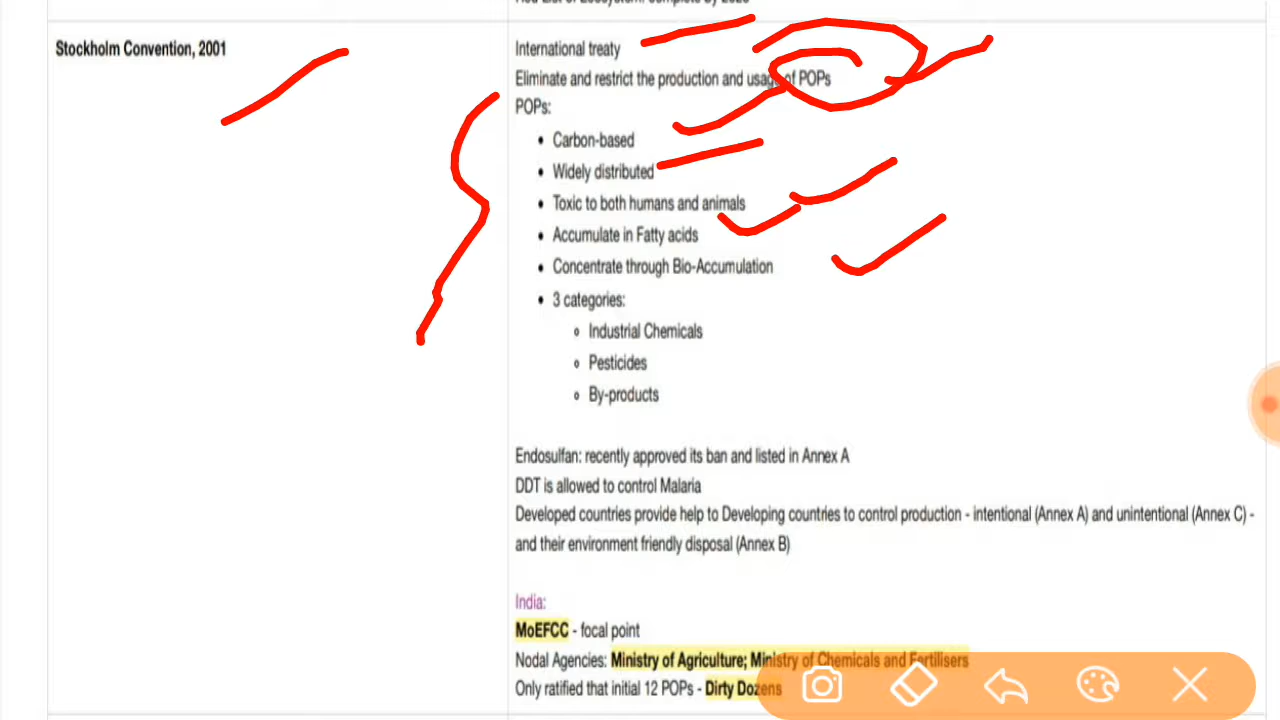 Stockholm Convention, 2001
International treaty
Eliminate and restrict the production and usage of POPs
POPs:
• Carbon-based
• Widely distributed
• Toxic to both humans and animals
• Accumulate in Fatty acids
• Concentrate through Bio-Accumulation
• 3 categories:
◦ Industrial Chemicals
◦ Pesticides
◦ By-products
Endosulfan: recently approved its ban and listed in Annex A
DDT is allowed to control Malaria
Developed countries provide help to Developing countries to control production - intentional (Annex A) and unintentional (Annex C) -
and their environment friendly disposal (Annex B)
India:
MoEFCC - focal point
Nodal Agencies: Ministry of Agriculture; Ministry of Chemicals and Fertilisers
Only ratified that initial 12 POPs - Dirty Dozens